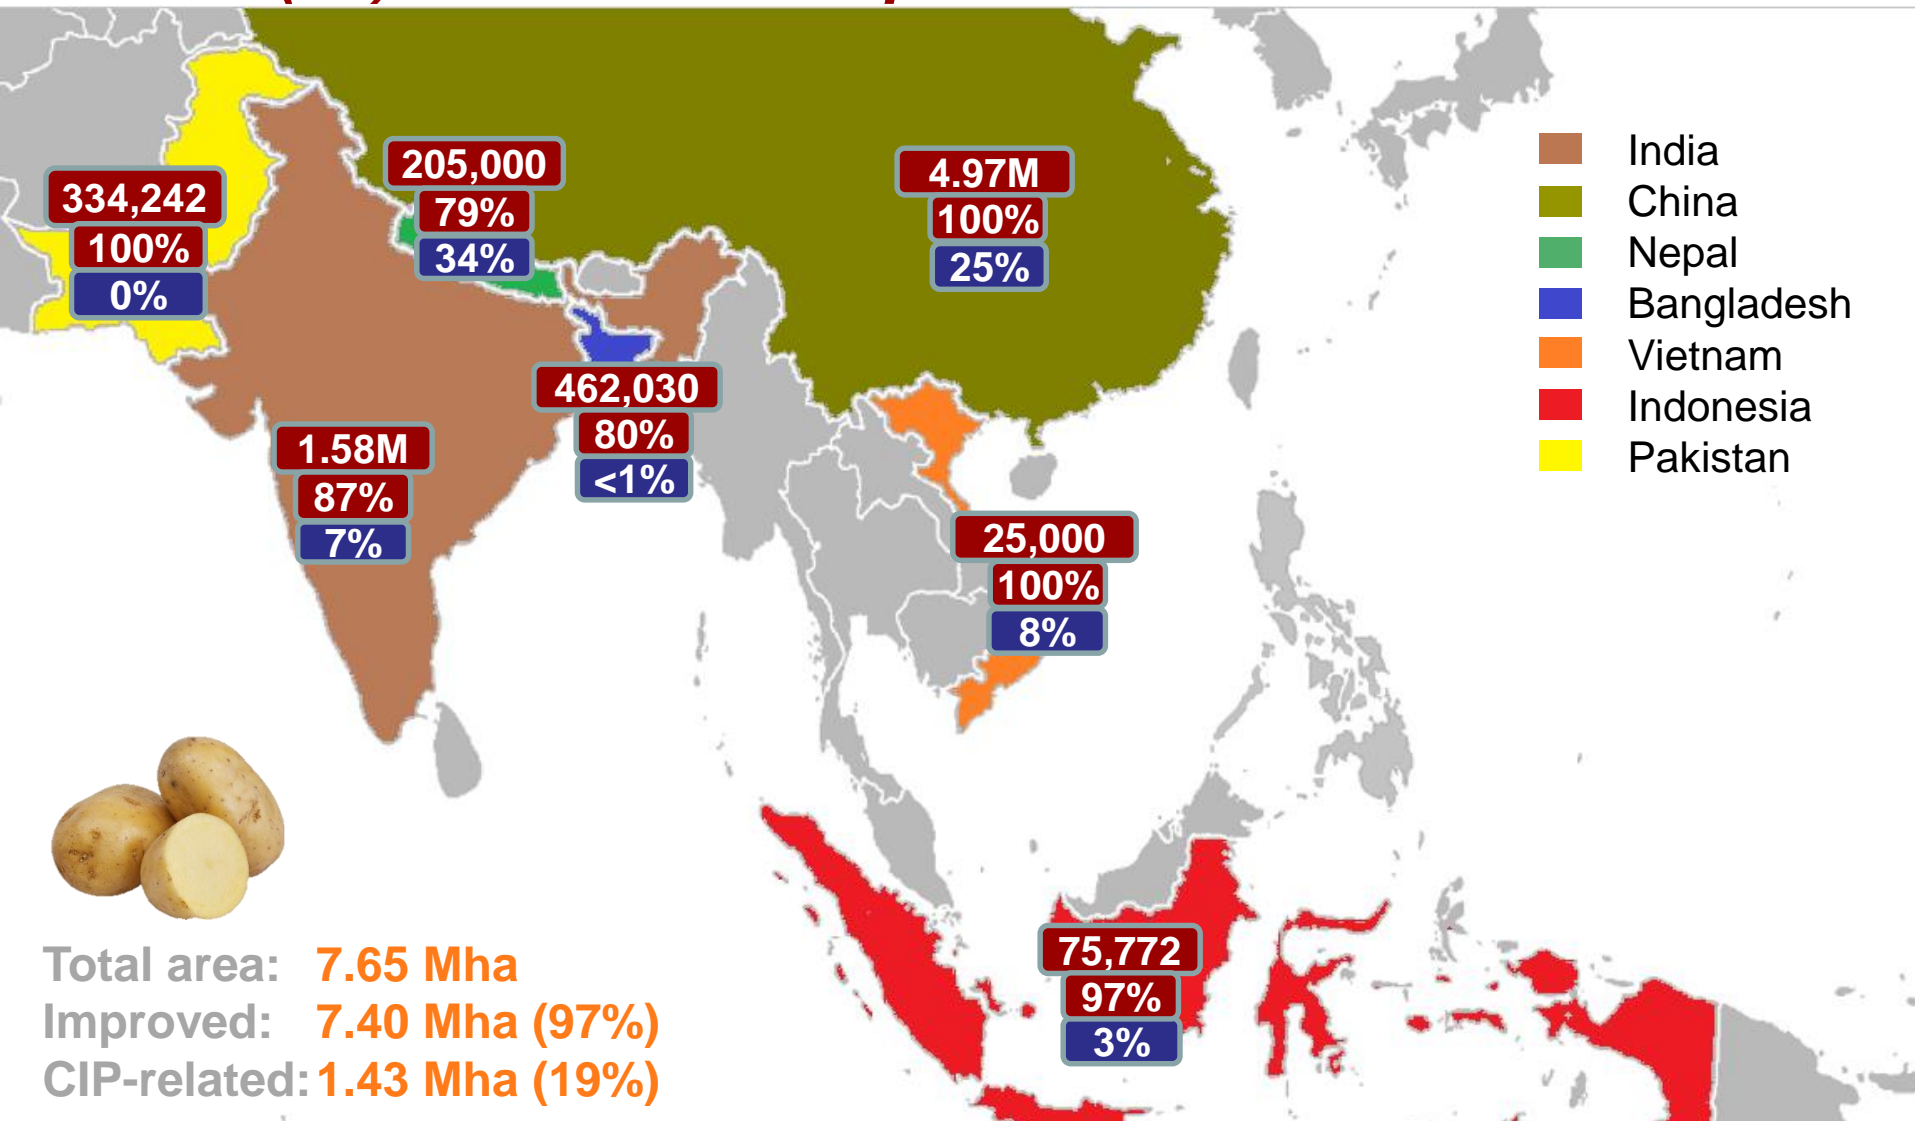 205,000
79%
34%
4.97M
100%
25%
334,242
100%
0%
462,030
80%
<1%
1.58M
87%
7%
25,000
100%
8%
75,772
97%
3%
India
China
Nepal
Bangladesh
Vietnam
Indonesia
Pakistan
Total area: 7.65 Mha
Improved: 7.40 Mha (97%)
CIP-related: 1.43 Mha (19%)